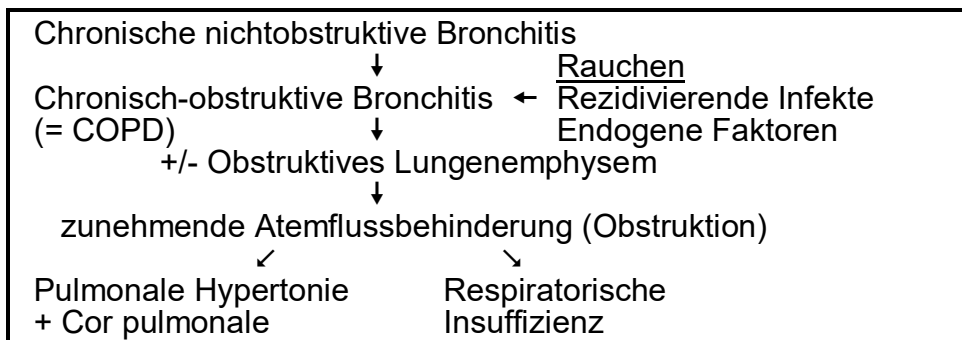 Chronische nichtobstruktive Bronchitis
↓ Rauchen
Chronisch-obstruktive Bronchitis ← Rezidivierende Infekte
(= COPD) ↓ Endogene Faktoren
+/- Obstruktives Lungenemphysem
↓
zunehmende Atemflussbehinderung (Obstruktion)
↙ ↘
Pulmonale Hypertonie Respiratorische
+ Cor pulmonale Insuffizienz